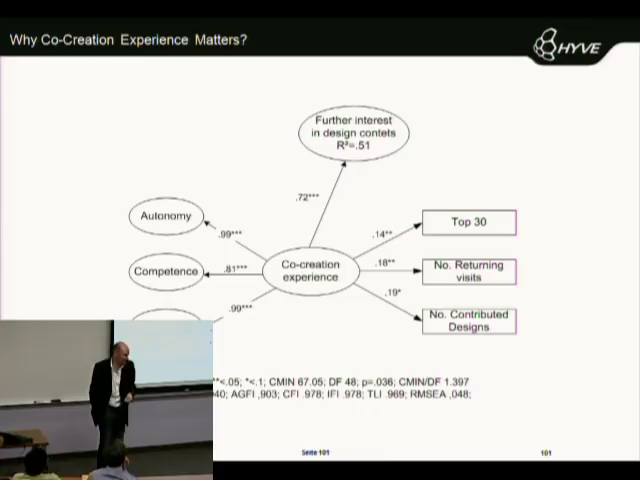 Why Co-Creation Experience Matters?
HYVE
Further interest
in design contets
R²=.51
.72***
Autonomy
.99***
.14**
Top 30
Competence
.81***
Co-creation
experience
.18**
No. Returning
visits
.99***
.19*
No. Contributed
Designs
**<.05; *<.1; CMIN 67.05; DF 48; p=.036; CMIN/DF 1.397
40; AGFI ,903; CFI .978; IFI .978; TLI .969; RMSEA ,048;
Seite 101
101